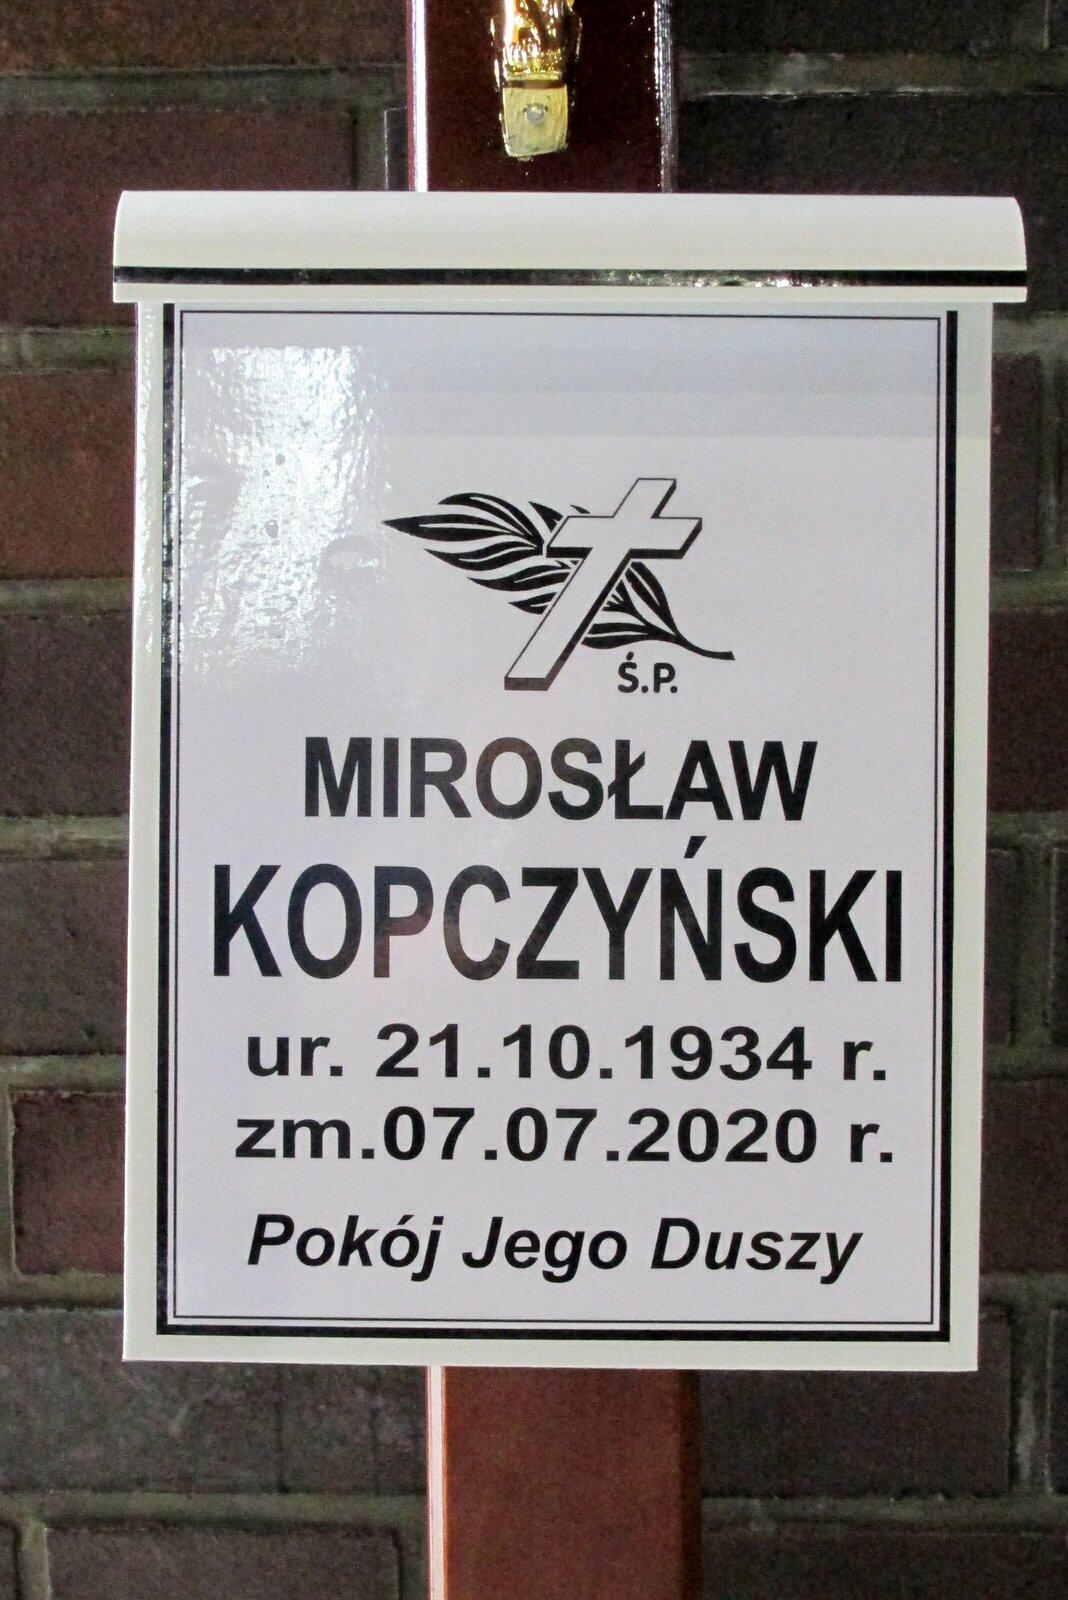 Ś.P.
MIROSŁAW
KOPCZYŃSKI
ur. 21.10.1934 r.
zm.07.07.2020 r.
Pokój Jego Duszy